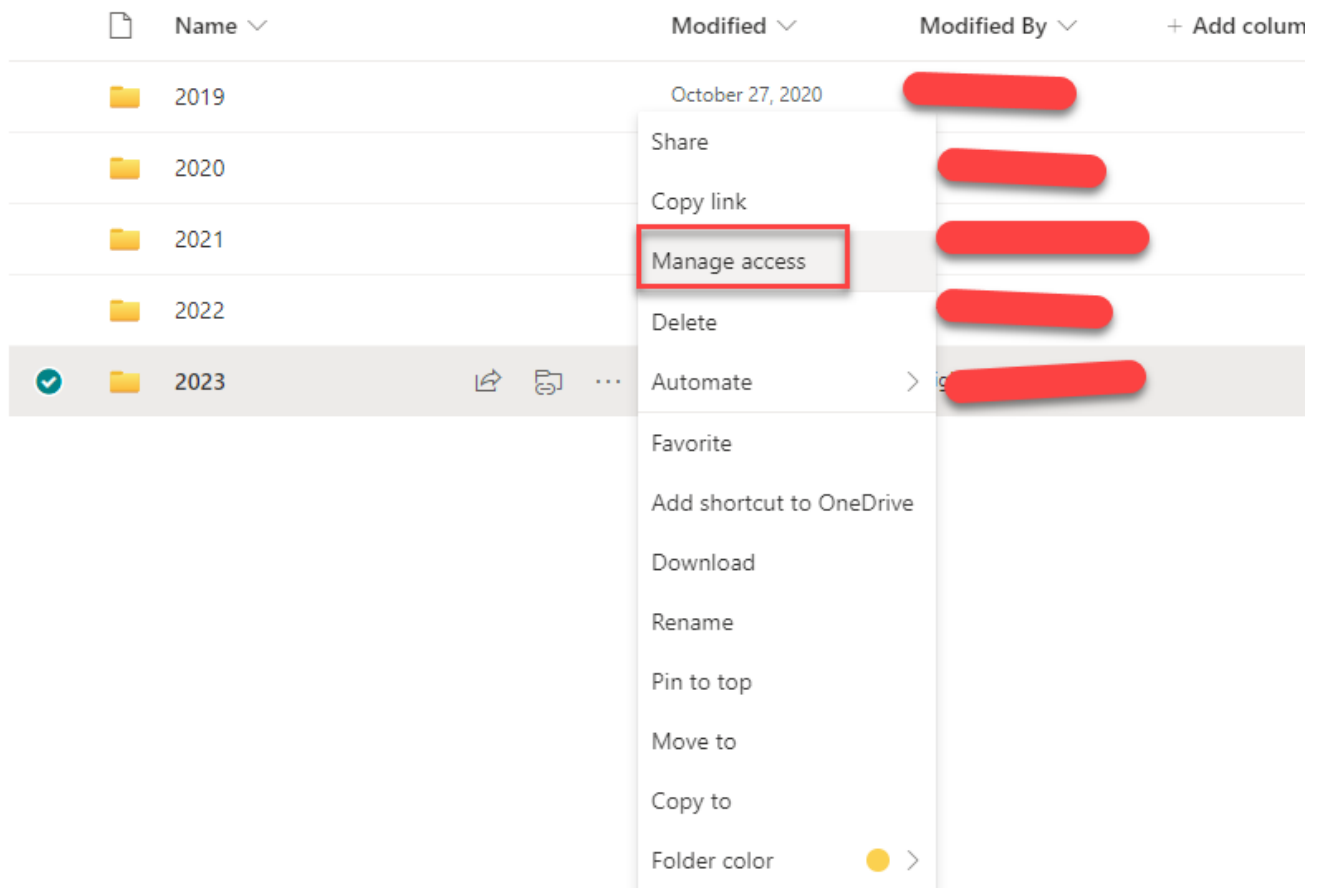 Name Modified Modified By + Add colum
2019 October 27, 2020
Share
2020
Copy link
2021
Manage access
2022
Delete
2023 ... Automate
Favorite
Add shortcut to OneDrive
Download
Rename
Pin to top
Move to
Copy to
Folder color